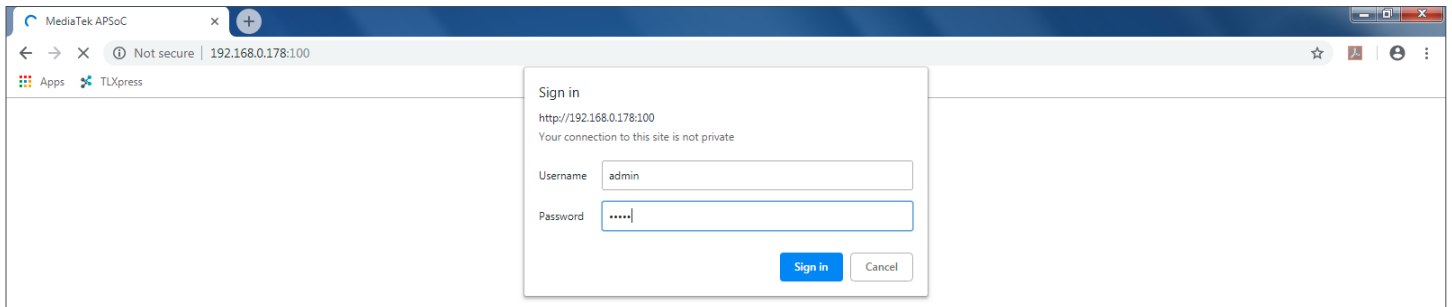 MediaTek APSoC
Not secure | 192.168.0.178:100
Apps TLXpress
Sign in
http://192.168.0.178:100
Your connection to this site is not private
Username admin
Password •••••
Sign in Cancel